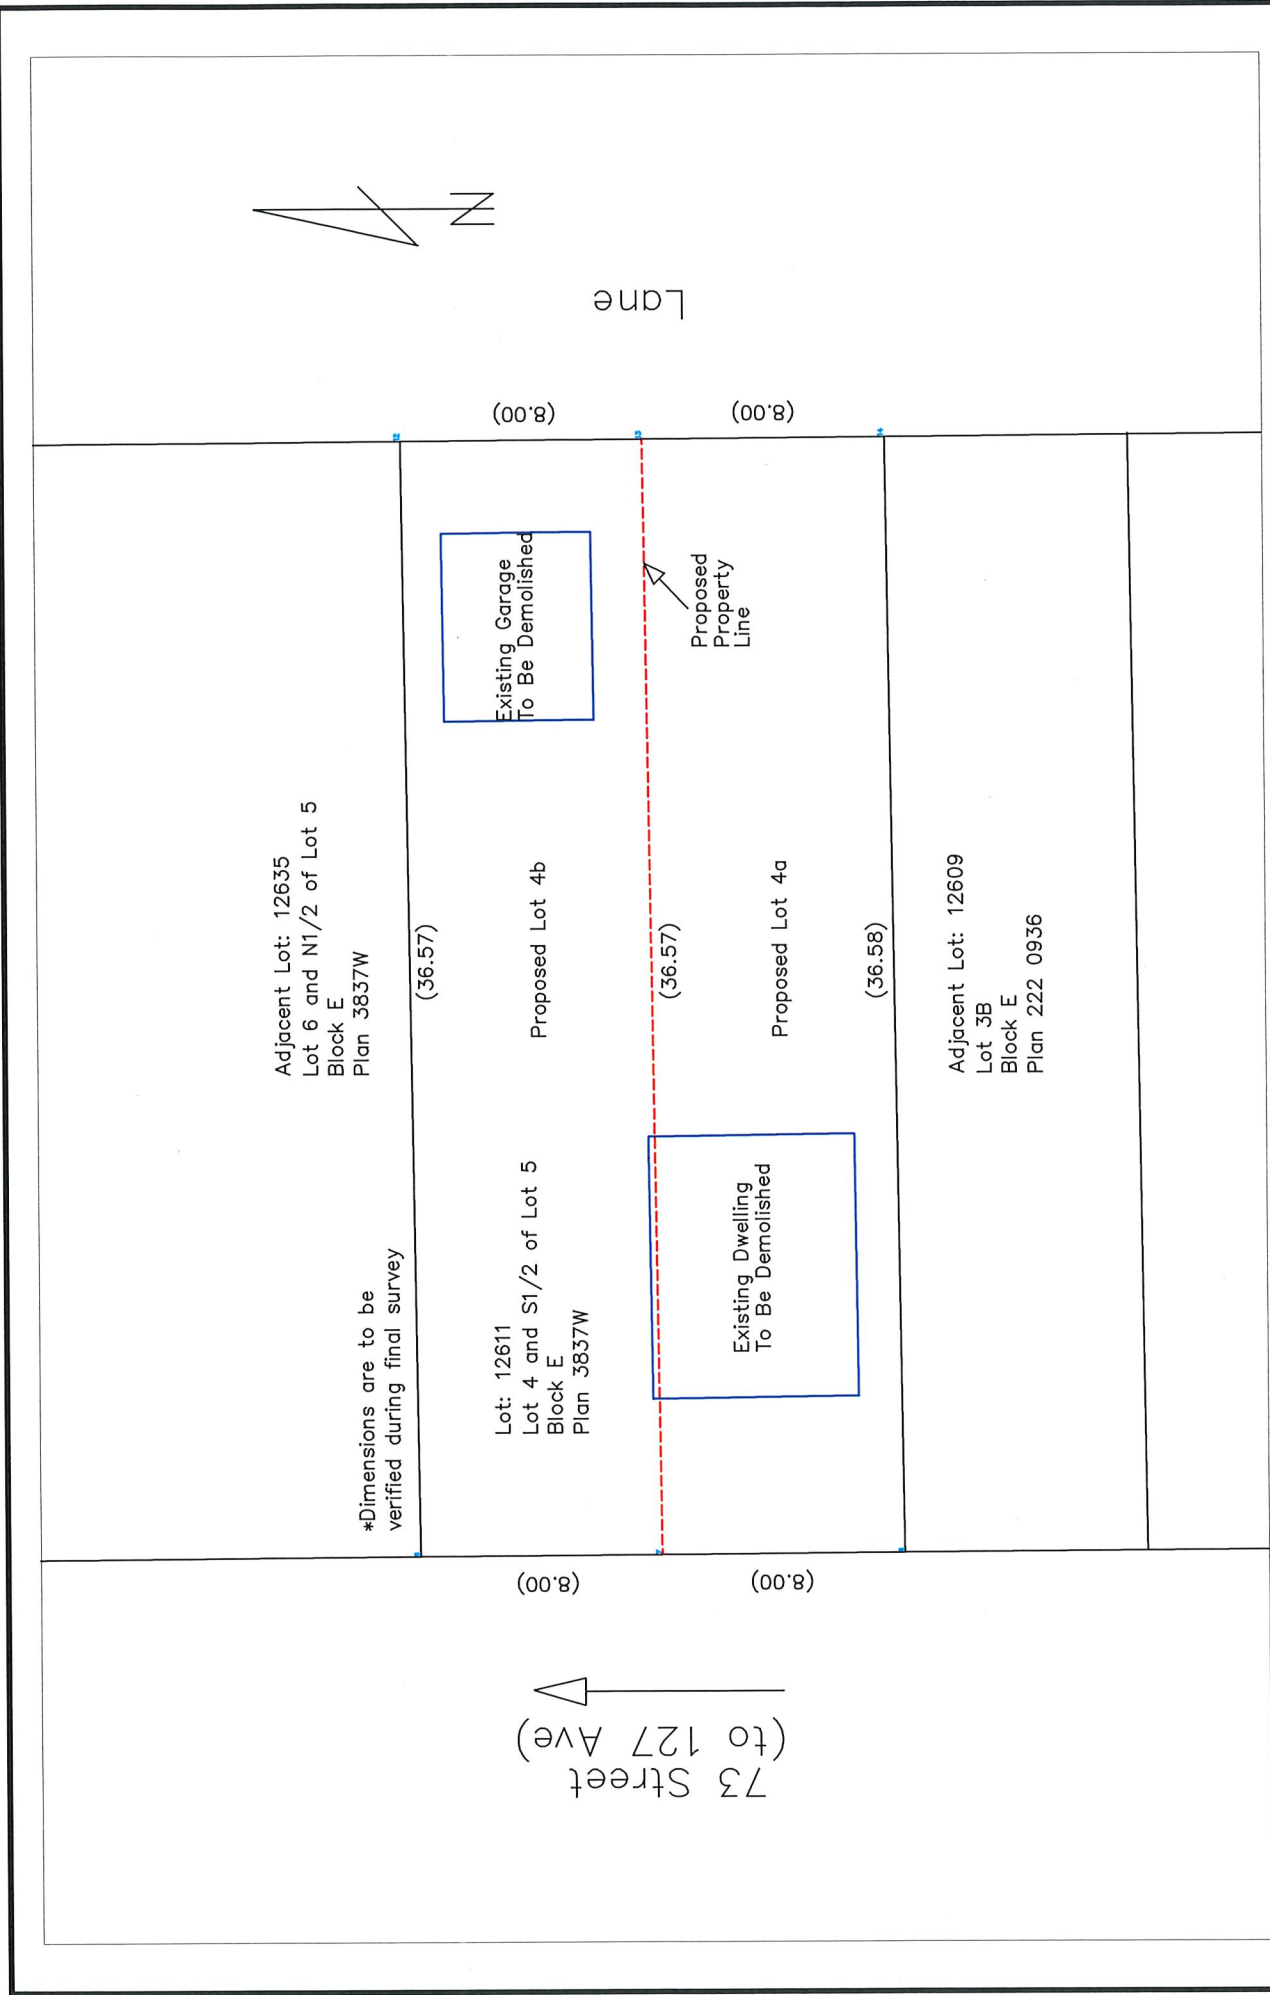 N
Lane
(8.00)
(8.00)
12
13
14
Existing Garage
To Be Demolished
Proposed
Property
Line
Adjacent Lot: 12635
Lot 6 and N1/2 of Lot 5
Block E
Plan 3837W
(36.57)
Proposed Lot 4b
(36.57)
Proposed Lot 4a
(36.58)
Adjacent Lot: 12609
Lot 3B
Block E
Plan 222 0936
*Dimensions are to be
verified during final survey
Lot: 12611
Lot 4 and S1/2 of Lot 5
Block E
Plan 3837W
Existing Dwelling
To Be Demolished
7
(8.00)
(8.00)
73 Street
(to 127 Ave)